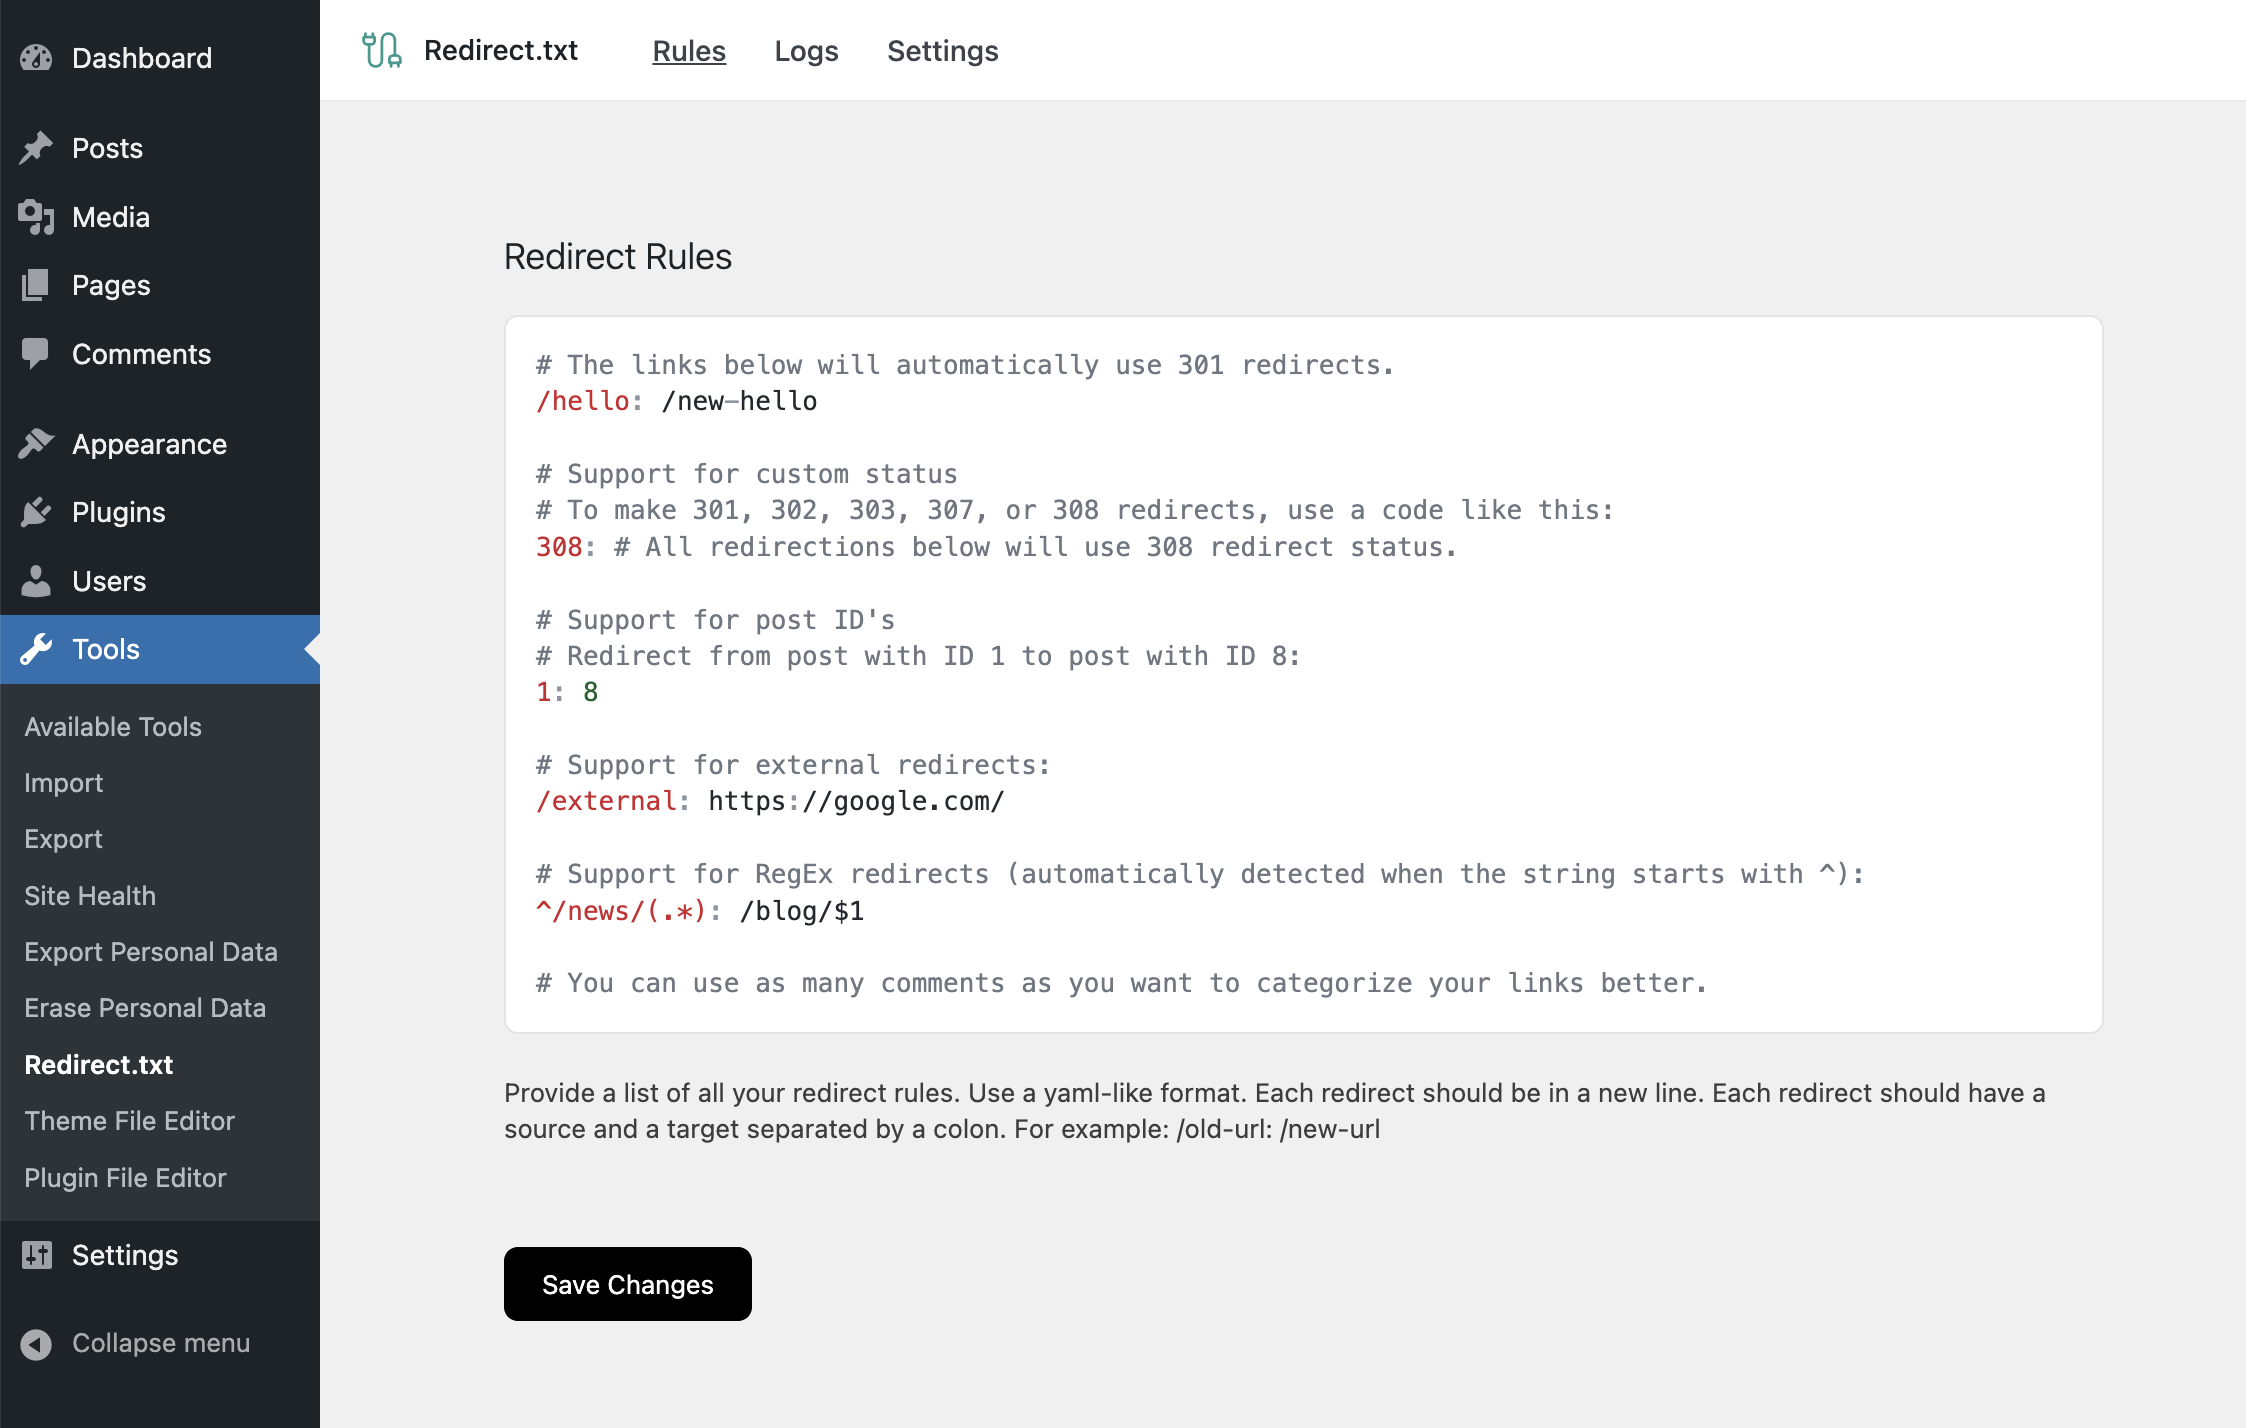 Dashboard
Posts
Media
Pages
Comments
Appearance
Plugins
Users
Tools
Available Tools
Import
Export
Site Health
Export Personal Data
Erase Personal Data
Redirect.txt
Theme File Editor
Plugin File Editor
Settings
Collapse menu
Redirect.txt Rules Logs Settings
Redirect Rules
# The links below will automatically use 301 redirects.
/hello: /new-hello
# Support for custom status
# To make 301, 302, 303, 307, or 308 redirects, use a code like this:
308: # All redirections below will use 308 redirect status.
# Support for post ID's
# Redirect from post with ID 1 to post with ID 8:
1: 8
# Support for external redirects:
/external: https://google.com/
# Support for RegEx redirects (automatically detected when the string starts with ^):
^/news/(.*): /blog/$1
# You can use as many comments as you want to categorize your links better.
Provide a list of all your redirect rules. Use a yaml-like format. Each redirect should be in a new line. Each redirect should have a
source and a target separated by a colon. For example: /old-url: /new-url
Save Changes